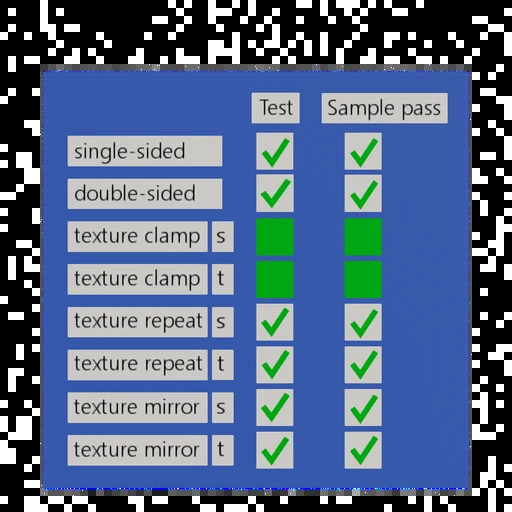 Test Sample pass
single-sided
double-sided
texture clamp s
texture clamp t
texture repeat s
texture repeat t
texture mirror s
texture mirror t